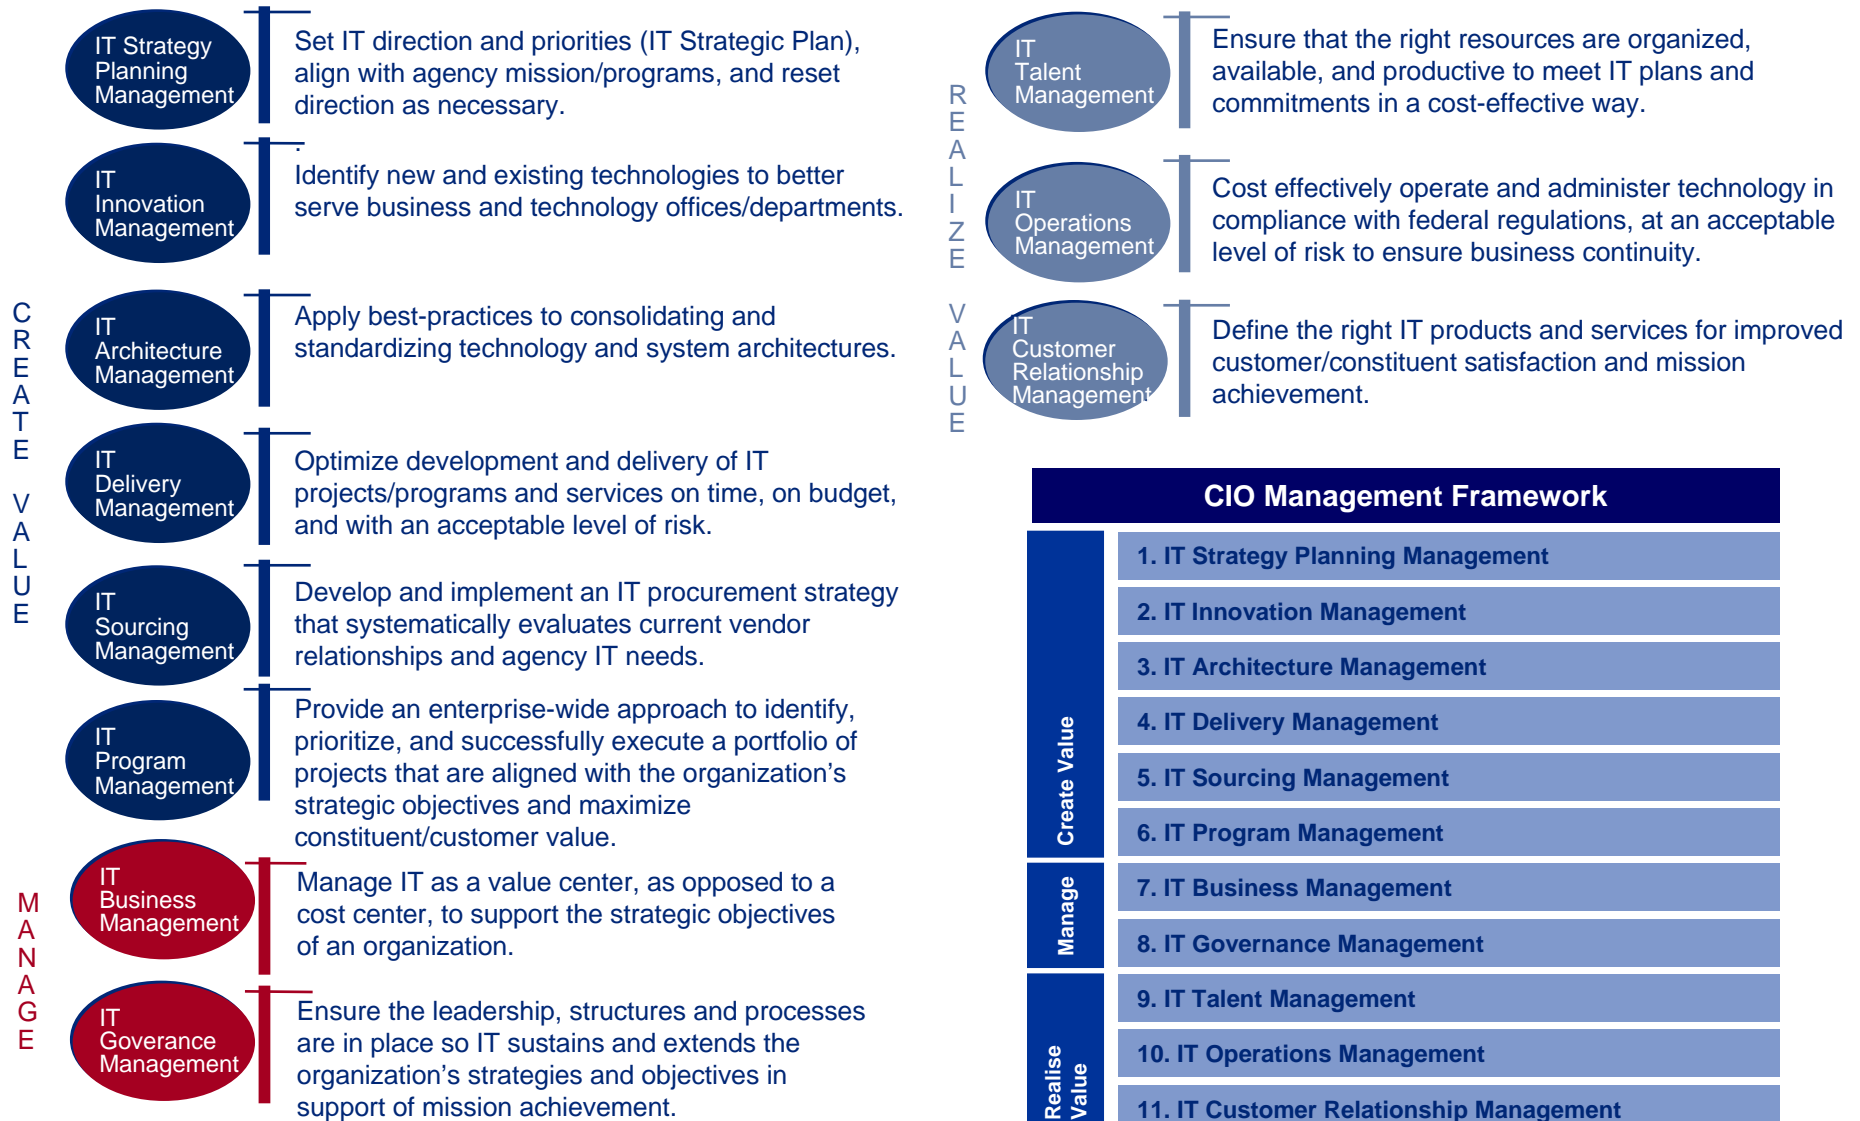 CREATE VALUE
IT Strategy
Planning
Management
Set IT direction and priorities (IT Strategic Plan),
align with agency mission/programs, and reset
direction as necessary.
.
IT
Innovation
Management
Identify new and existing technologies to better
serve business and technology offices/departments.
IT
Architecture
Management
Apply best-practices to consolidating and
standardizing technology and system architectures.
IT
Delivery
Management
Optimize development and delivery of IT
projects/programs and services on time, on budget,
and with an acceptable level of risk.
IT
Sourcing
Management
Develop and implement an IT procurement strategy
that systematically evaluates current vendor
relationships and agency IT needs.
IT
Program
Management
Provide an enterprise-wide approach to identify,
prioritize, and successfully execute a portfolio of
projects that are aligned with the organization’s
strategic objectives and maximize
constituent/customer value.
MANAGE
IT
Business
Management
Manage IT as a value center, as opposed to a
cost center, to support the strategic objectives
of an organization.
IT
Goverance
Management
Ensure the leadership, structures and processes
are in place so IT sustains and extends the
organization’s strategies and objectives in
support of mission achievement.
REALIZE VALUE
IT
Talent
Management
Ensure that the right resources are organized,
available, and productive to meet IT plans and
commitments in a cost-effective way.
IT
Operations
Management
Cost effectively operate and administer technology in
compliance with federal regulations, at an acceptable
level of risk to ensure business continuity.
IT
Customer
Relationship
Management
Define the right IT products and services for improved
customer/constituent satisfaction and mission
achievement.
CIO Management Framework
Create Value
1. IT Strategy Planning Management
2. IT Innovation Management
3. IT Architecture Management
4. IT Delivery Management
5. IT Sourcing Management
6. IT Program Management
Manage
7. IT Business Management
8. IT Governance Management
Realise
Value
9. IT Talent Management
10. IT Operations Management
11. IT Customer Relationship Management